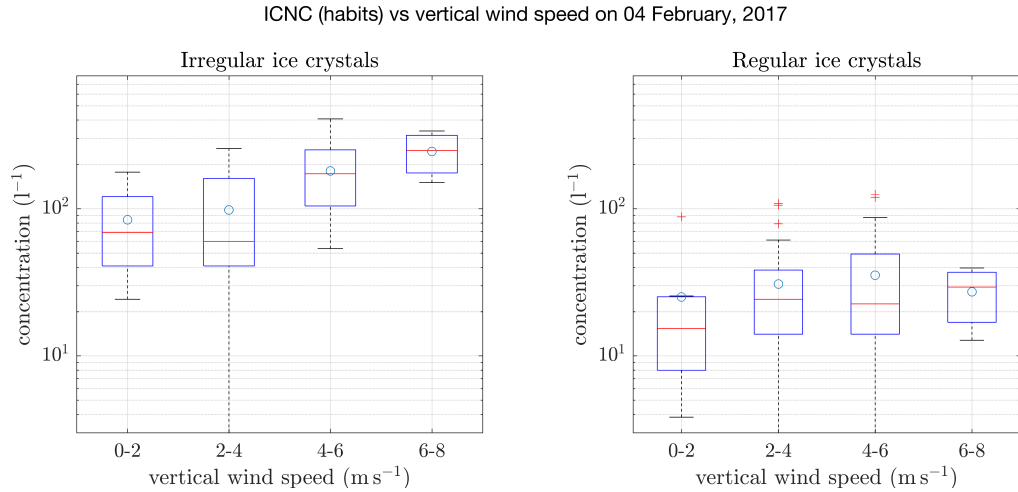 ICNC (habits) vs vertical wind speed on 04 February, 2017
Irregular ice crystals
concentration (l⁻¹)
10²
10¹
0-2 2-4 4-6 6-8
vertical wind speed (m s⁻¹)
Regular ice crystals
concentration (l⁻¹)
10²
10¹
0-2 2-4 4-6 6-8
vertical wind speed (m s⁻¹)